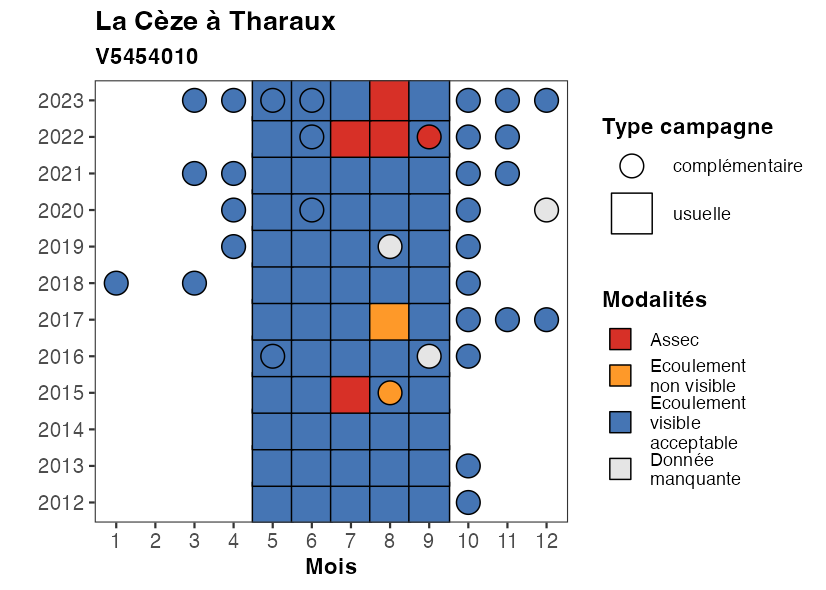 La Cèze à Tharaux
V5454010
2023
2022
2021
2020
2019
2018
2017
2016
2015
2014
2013
2012
1 2 3 4 5 6 7 8 9 10 11 12
Mois
Type campagne
complémentaire
usuelle
Modalités
Assec
Ecoulement
non visible
Ecoulement
visible
acceptable
Donnée
manquante